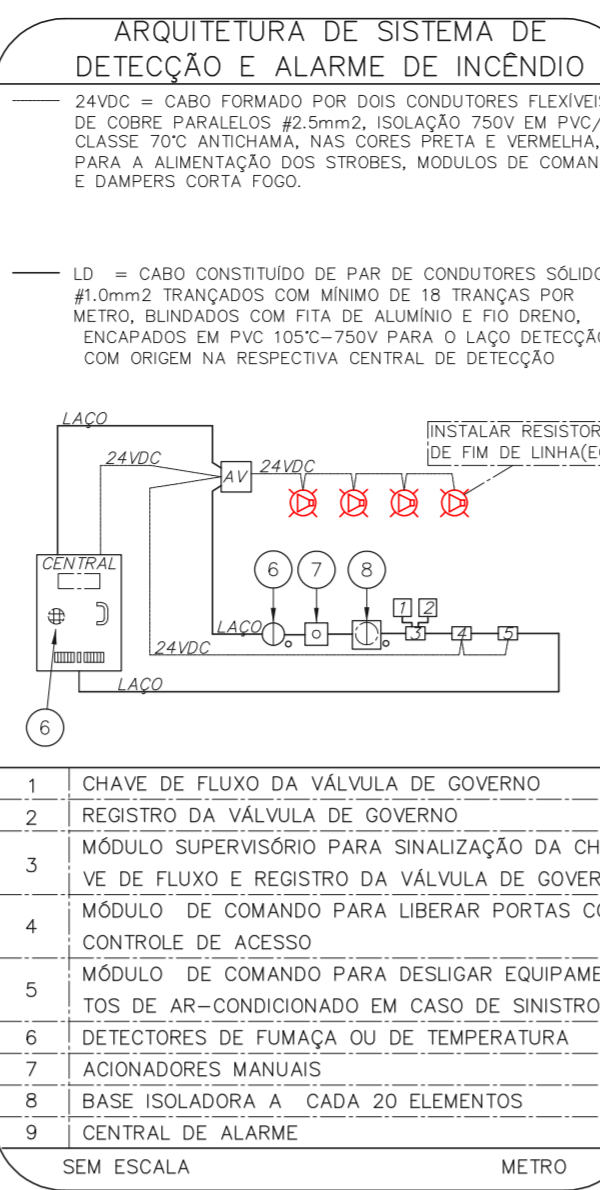 ARQUITETURA DE SISTEMA DE
DETECÇÃO E ALARME DE INCÊNDIO
24VDC = CABO FORMADO POR DOIS CONDUTORES FLEXÍVEIS
DE COBRE PARALELOS #2.5mm2, ISOLAÇÃO 750V EM PVC/
CLASSE 70°C ANTICHAMA, NAS CORES PRETA E VERMELHA,
PARA A ALIMENTAÇÃO DOS STROBES, MODULOS DE COMAN
E DAMPERS CORTA FOGO.
LD = CABO CONSTITUÍDO DE PAR DE CONDUTORES SÓLIDO
#1.0mm2 TRANÇADOS COM MÍNIMO DE 18 TRANÇAS POR
METRO, BLINDADOS COM FITA DE ALUMÍNIO E FIO DRENO,
ENCAPADOS EM PVC 105°C-750V PARA O LAÇO DETECÇÃO
COM ORIGEM NA RESPECTIVA CENTRAL DE DETECÇÃO
LAÇO
INSTALAR RESISTOR
DE FIM DE LINHA(E
24VDC
AV
24VDC
CENTRAL
6
7
8
1
2
LAÇO
3
4
5
24VDC
LAÇO
6
1 CHAVE DE FLUXO DA VÁLVULA DE GOVERNO
2 REGISTRO DA VÁLVULA DE GOVERNO
3 MÓDULO SUPERVISÓRIO PARA SINALIZAÇÃO DA CH
VE DE FLUXO E REGISTRO DA VÁLVULA DE GOVER
4 MÓDULO DE COMANDO PARA LIBERAR PORTAS CO
CONTROLE DE ACESSO
5 MÓDULO DE COMANDO PARA DESLIGAR EQUIPAME
TOS DE AR-CONDICIONADO EM CASO DE SINISTRO
6 DETECTORES DE FUMAÇA OU DE TEMPERATURA
7 ACIONADORES MANUAIS
8 BASE ISOLADORA A CADA 20 ELEMENTOS
9 CENTRAL DE ALARME
SEM ESCALA METRO